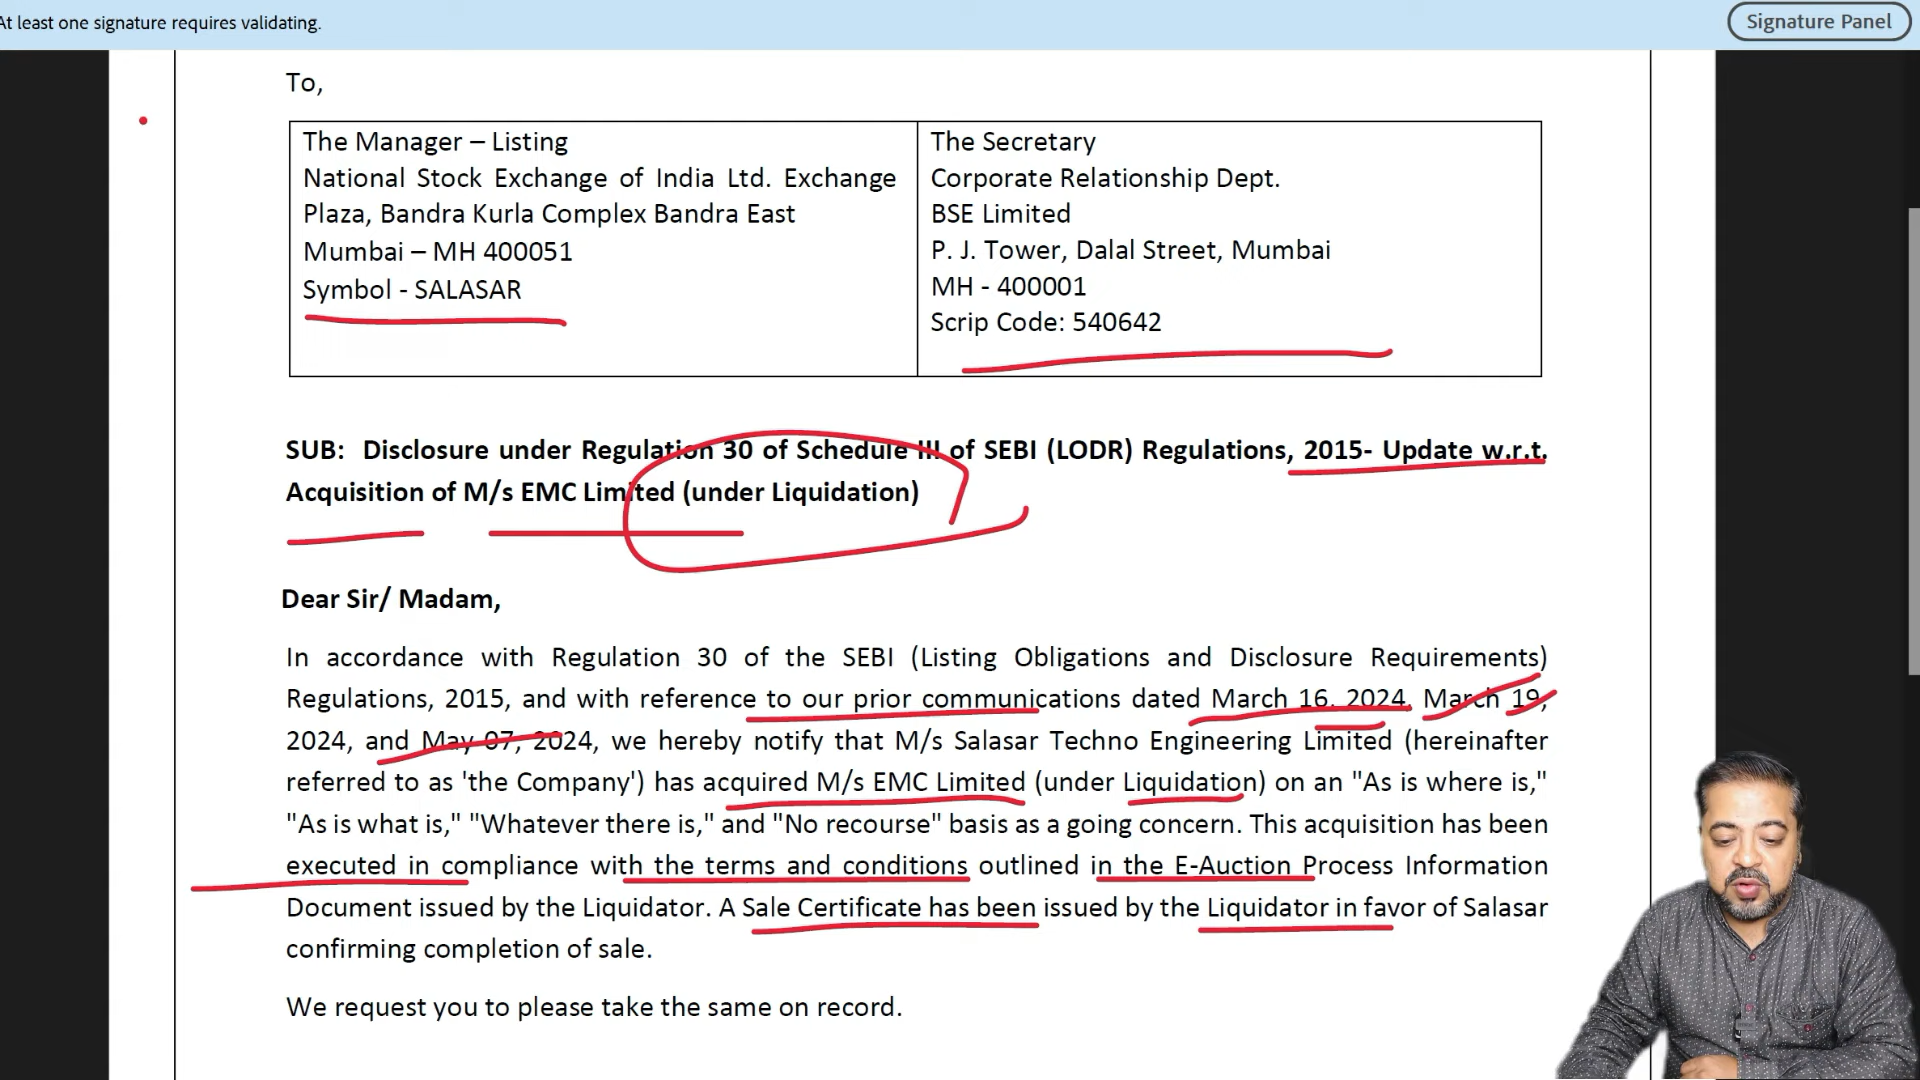 At least one signature requires validating.
Signature Panel
To,
The Manager – Listing
National Stock Exchange of India Ltd. Exchange
Plaza, Bandra Kurla Complex Bandra East
Mumbai – MH 400051
Symbol - SALASAR
The Secretary
Corporate Relationship Dept.
BSE Limited
P. J. Tower, Dalal Street, Mumbai
MH - 400001
Scrip Code: 540642
SUB: Disclosure under Regulation 30 of Schedule III of SEBI (LODR) Regulations, 2015- Update w.r.t.
Acquisition of M/s EMC Limited (under Liquidation)
Dear Sir/ Madam,
In accordance with Regulation 30 of the SEBI (Listing Obligations and Disclosure Requirements)
Regulations, 2015, and with reference to our prior communications dated March 16, 2024, March 19,
2024, and May 07, 2024, we hereby notify that M/s Salasar Techno Engineering Limited (hereinafter
referred to as 'the Company') has acquired M/s EMC Limited (under Liquidation) on an "As is where is,"
"As is what is," "Whatever there is," and "No recourse" basis as a going concern. This acquisition has been
executed in compliance with the terms and conditions outlined in the E-Auction Process Information
Document issued by the Liquidator. A Sale Certificate has been issued by the Liquidator in favor of Salasar
confirming completion of sale.
We request you to please take the same on record.